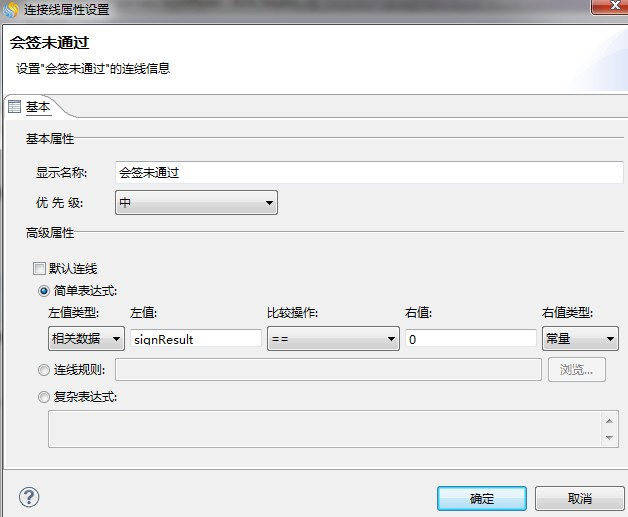 连接线属性设置
会签未通过
设置"会签未通过"的连线信息
基本
基本属性
显示名称: 会签未通过
优 先 级: 中
高级属性
默认连线
简单表达式:
左值类型: 左值: 比较操作: 右值: 右值类型:
相关数据 signResult == 0 常量
连线规则: 浏览...
复杂表达式:
确定 取消